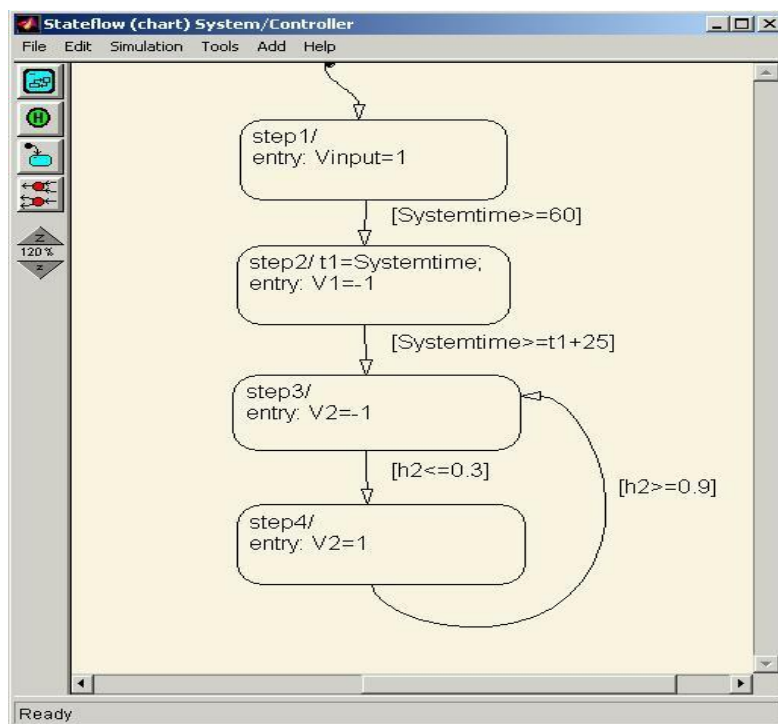 Stateflow (chart) System/Controller
File Edit Simulation Tools Add Help
H
step1/
entry: Vinput=1
[Systemtime>=60]
Z
120%
z
step2/ t1=Systemtime;
entry: V1=-1
[Systemtime>=t1+25]
step3/
entry: V2=-1
[h2<=0.3]
[h2>=0.9]
step4/
entry: V2=1
Ready